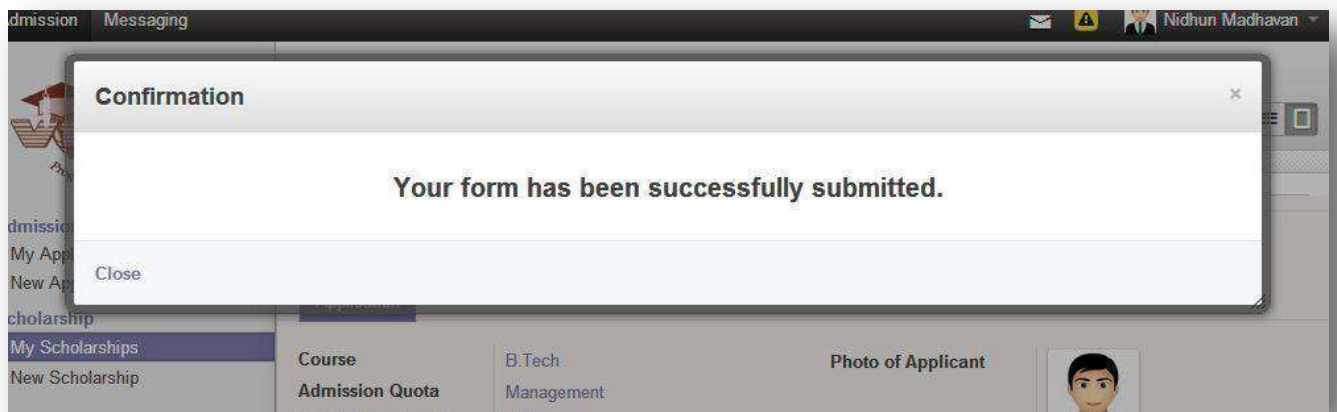 dmission Messaging
Nidhun Madhavan
Confirmation
×
Your form has been successfully submitted.
Close
dmissio
My App
New Ap
cholarship
My Scholarships
New Scholarship
Course B.Tech Photo of Applicant
Admission Quota Management